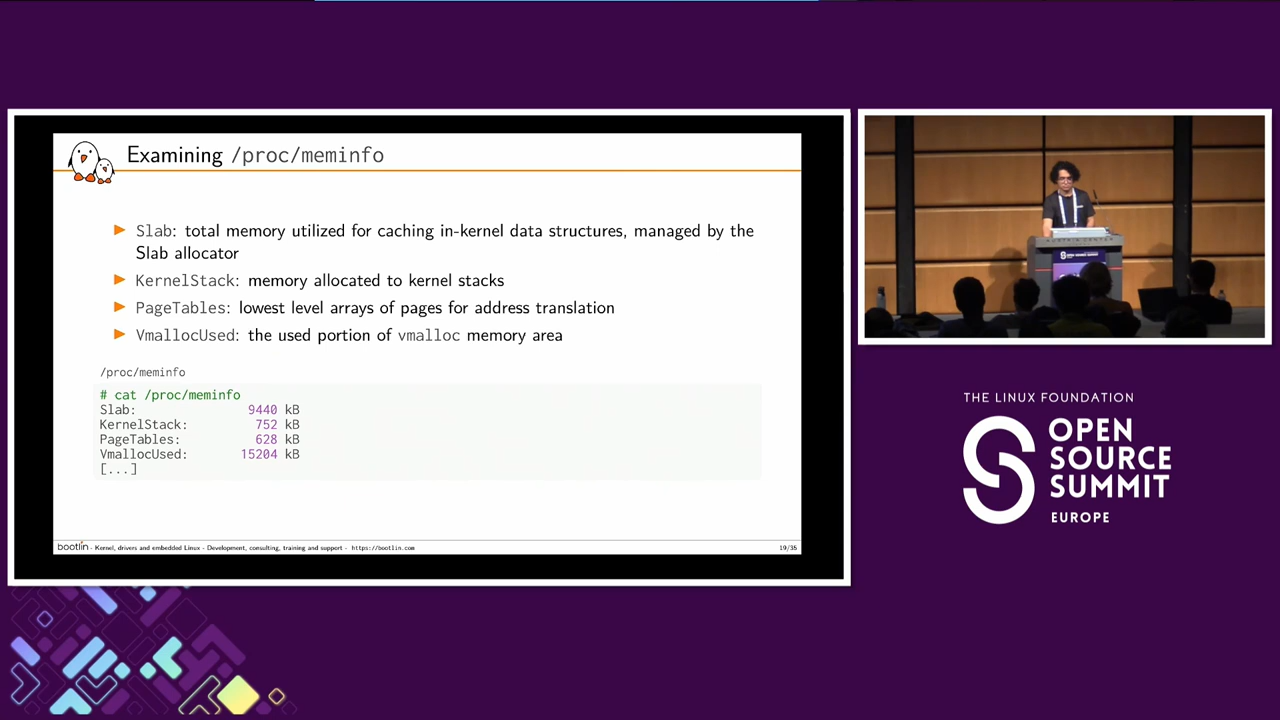 Examining /proc/meminfo
Slab: total memory utilized for caching in-kernel data structures, managed by the
Slab allocator
KernelStack: memory allocated to kernel stacks
PageTables: lowest level arrays of pages for address translation
VmallocUsed: the used portion of vmalloc memory area
/proc/meminfo
# cat /proc/meminfo
Slab: 9440 kB
KernelStack: 752 kB
PageTables: 628 kB
VmallocUsed: 15204 kB
[...]
bootlin - Kernel, drivers and embedded Linux - Development, consulting, training and support - https://bootlin.com
19/35
THE LINUX FOUNDATION
OPEN
SOURCE
SUMMIT
EUROPE